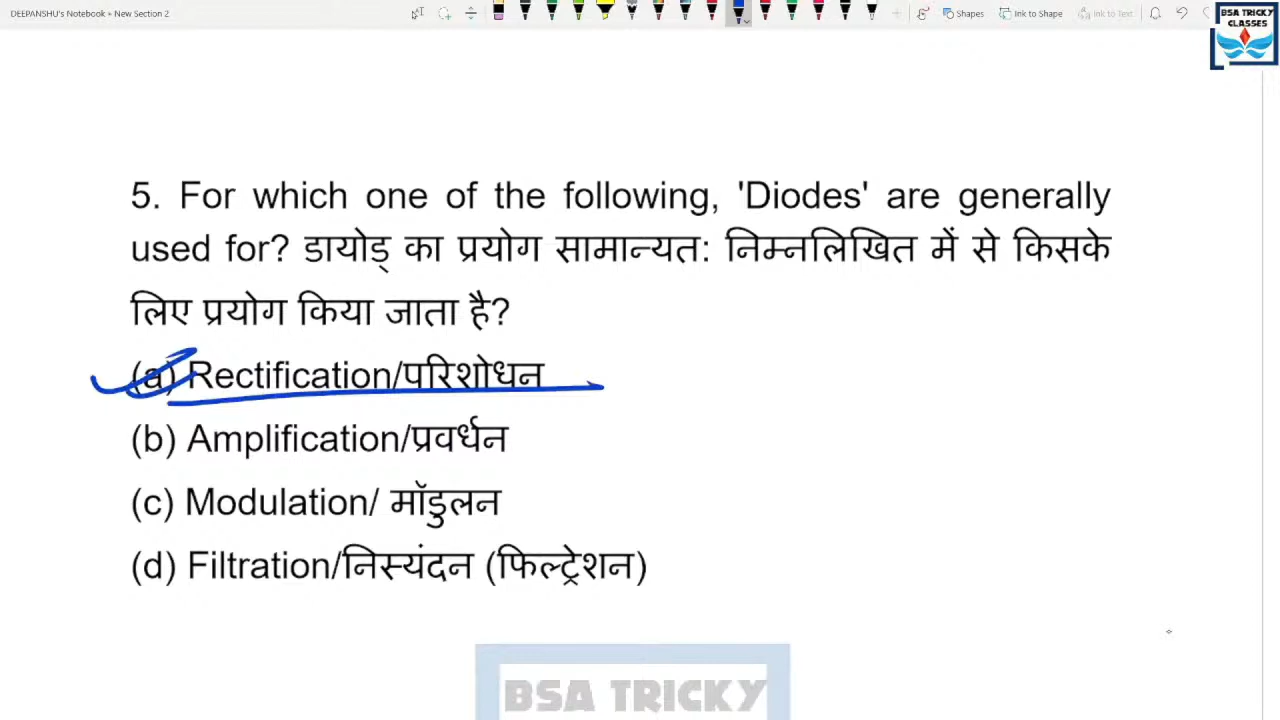 DEEPANSHU's Notebook » New Section 2
Shapes Ink to Shape Ink to Text
BSA TRICKY
CLASSES
5. For which one of the following, 'Diodes' are generally
used for? डायोड् का प्रयोग सामान्यत: निम्नलिखित में से किसके
लिए प्रयोग किया जाता है?
(a) Rectification/परिशोधन
(b) Amplification/प्रवर्धन
(c) Modulation/ मॉडुलन
(d) Filtration/निस्यंदन (फिल्ट्रेशन)
BSA TRICKY